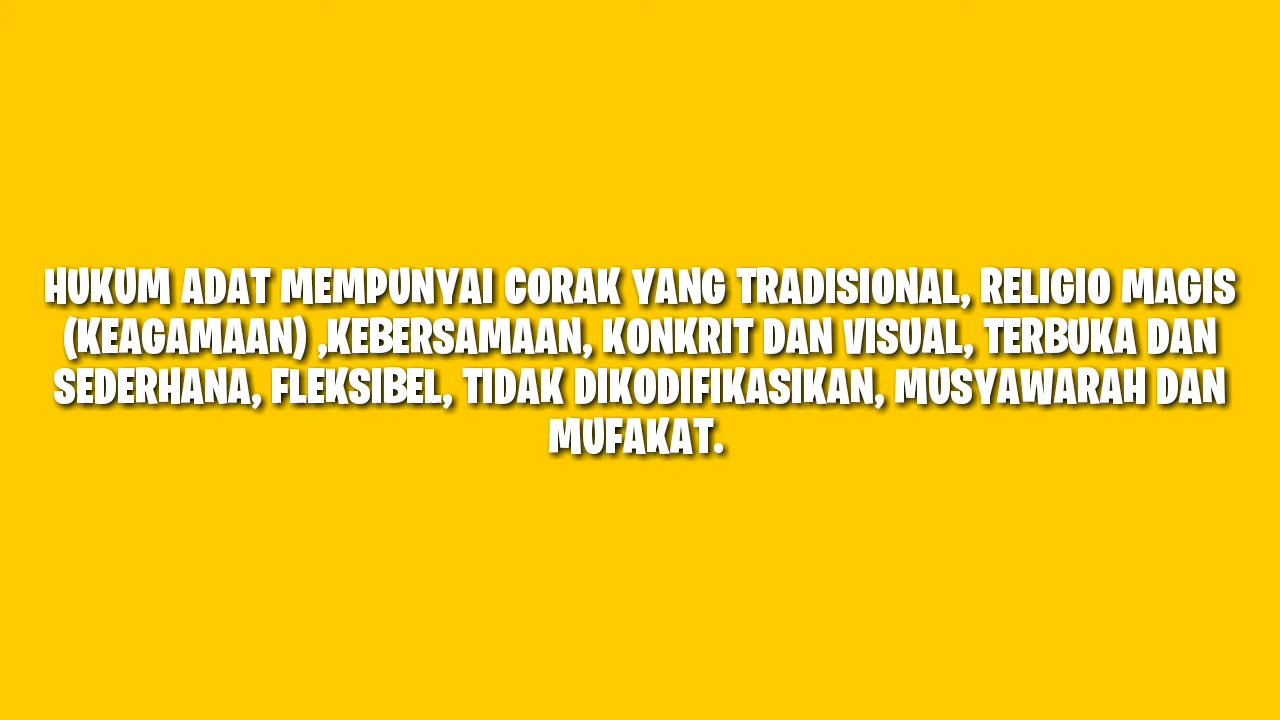 HUKUM ADAT MEMPUNYAI CORAK YANG TRADISIONAL, RELIGIO MAGIS
(KEAGAMAAN) ,KEBERSAMAAN, KONKRIT DAN VISUAL, TERBUKA DAN
SEDERHANA, FLEKSIBEL, TIDAK DIKODIFIKASIKAN, MUSYAWARAH DAN
MUFAKAT.